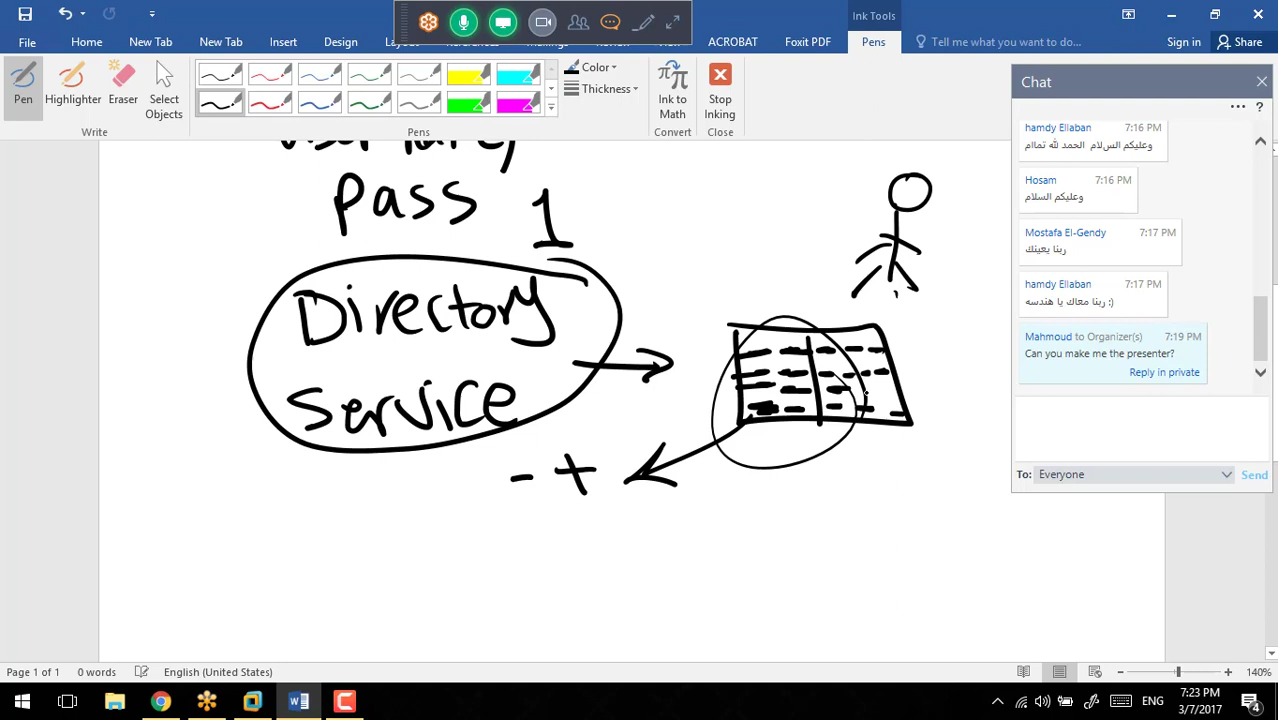 Ink Tools
File
Home
New Tab
New Tab
Insert
Design
ACROBAT
Foxit PDF
Pens
Tell me what you want to do...
Sign in
Share
Pen
Highlighter
Eraser
Select
Objects
Color
Thickness
Ink to
Math
Stop
Inking
Write
Pens
Convert
Close
Chat
?
hamdy Ellaban 7:16 PM
وعليكم السلام الحمد لله تماام
Hosam 7:16 PM
وعليكم السلام
Mostafa El-Gendy 7:17 PM
ربنا يعينك
hamdy Ellaban 7:17 PM
ربنا معاك يا هندسه :)
Mahmoud to Organizer(s) 7:19 PM
Can you make me the presenter?
Reply in private
To: Everyone
Send
Pass
1
Directory
Service
- +
Page 1 of 1
0 words
English (United States)
140%
ENG
7:23 PM
3/7/2017
4